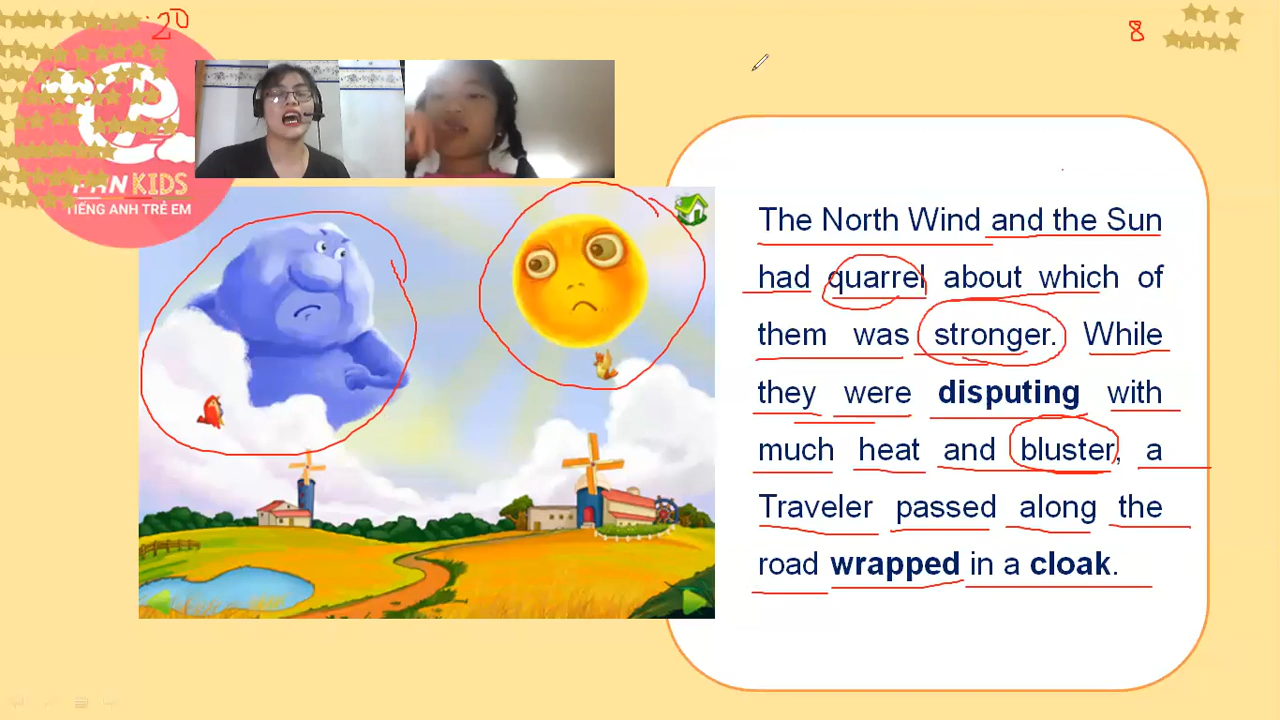 20
8
KIDS
TIẾNG ANH TRẺ EM
The North Wind and the Sun
had quarrel about which of
them was stronger. While
they were disputing with
much heat and bluster, a
Traveler passed along the
road wrapped in a cloak.